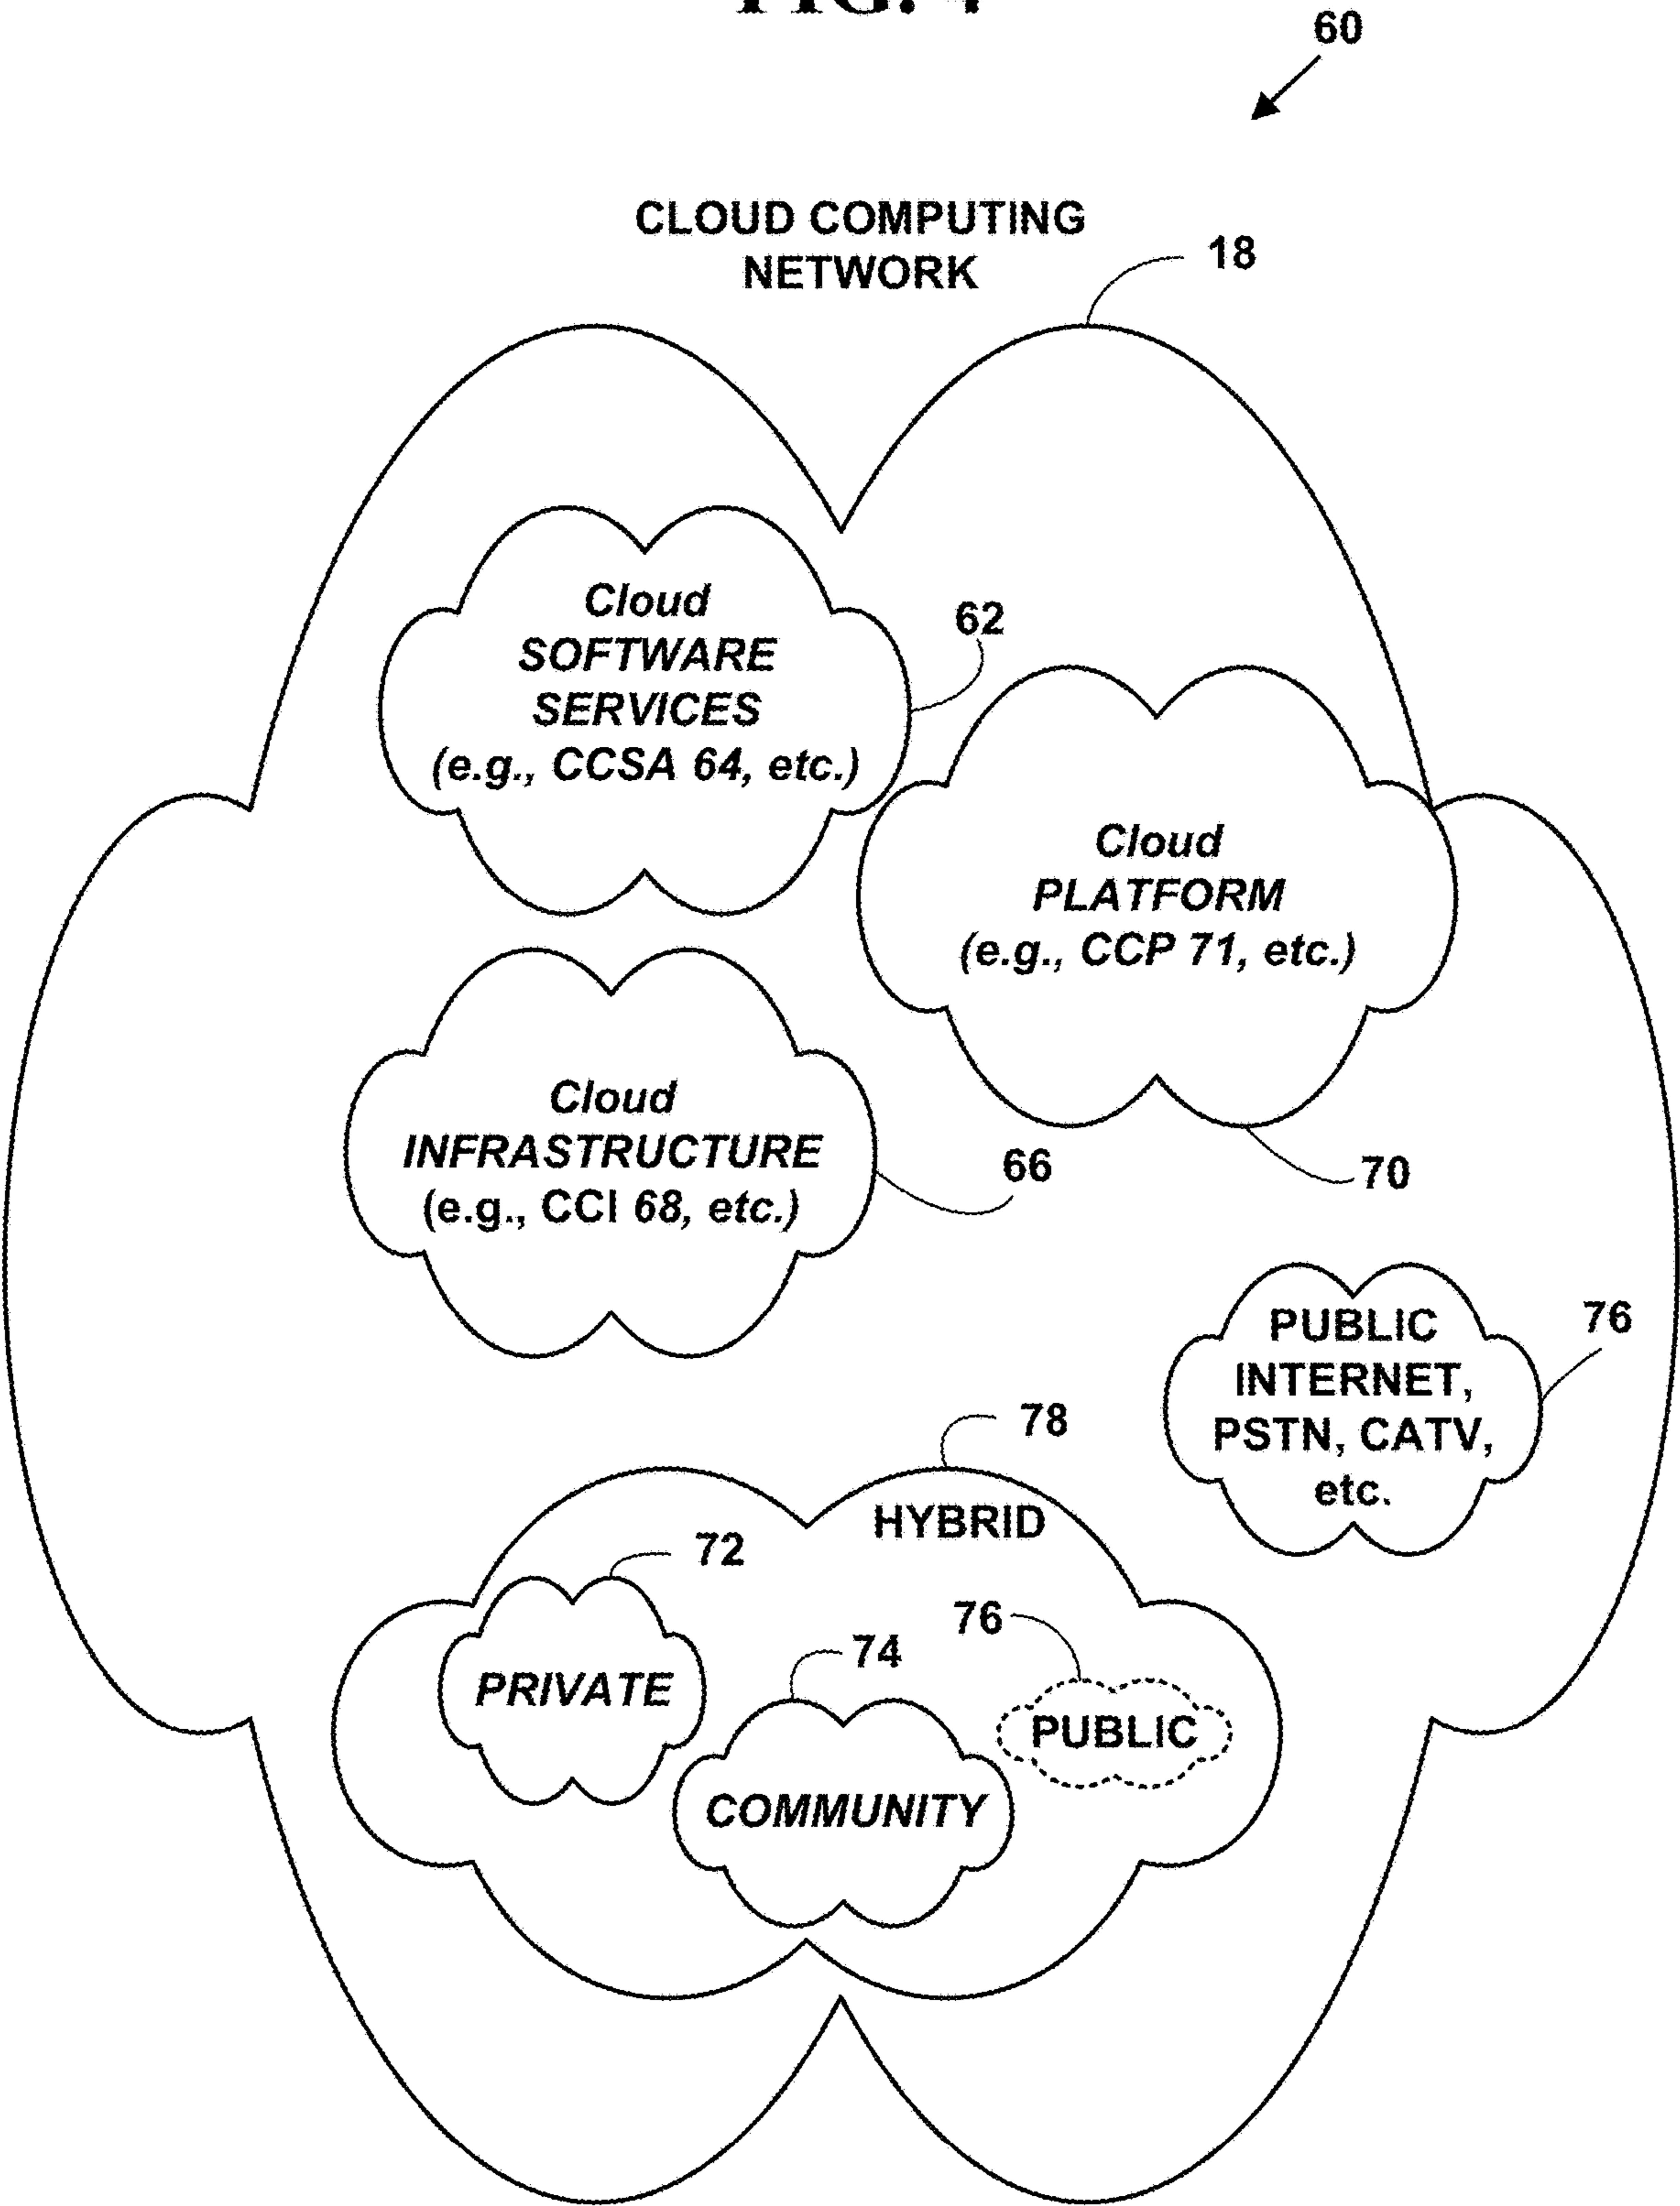 FIG. 4
60
CLOUD COMPUTING
NETWORK
18
Cloud
SOFTWARE
SERVICES
(e.g., CCSA 64, etc.)
62
Cloud
PLATFORM
(e.g., CCP 71, etc.)
70
Cloud
INFRASTRUCTURE
(e.g., CCI 68, etc.)
66
PUBLIC
INTERNET,
PSTN, CATV,
etc.
76
78
HYBRID
72
PRIVATE
74
COMMUNITY
76
PUBLIC